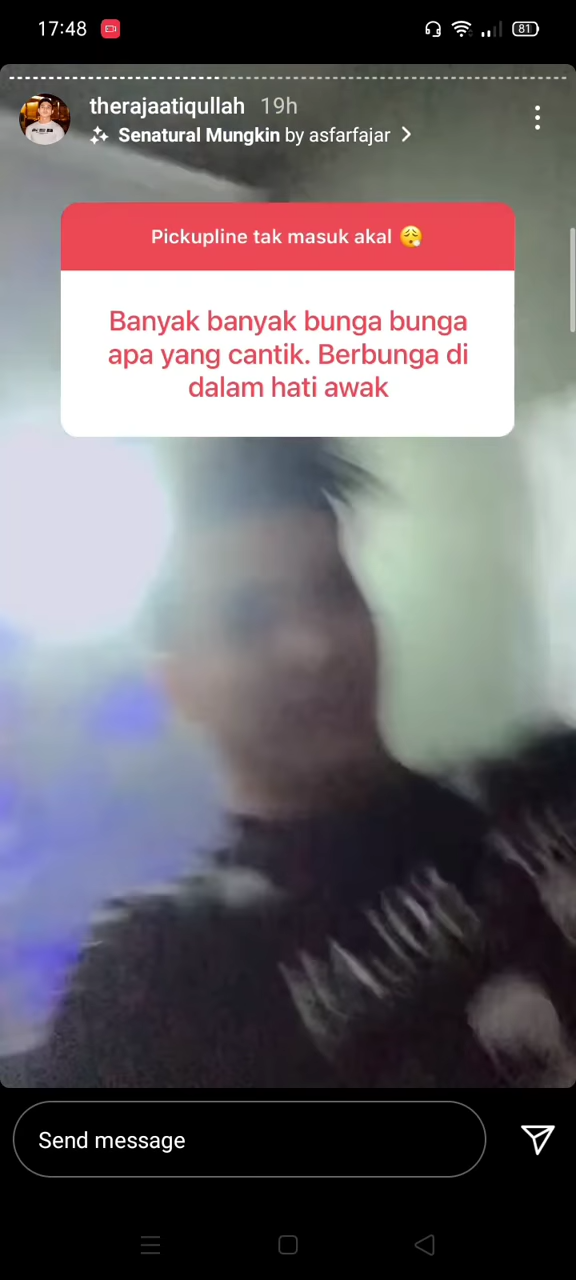 17:48
81
therajaatiqullah 19h
Senatural Mungkin by asfarfajar
Pickupline tak masuk akal 😮‍💨
Banyak banyak bunga bunga
apa yang cantik. Berbunga di
dalam hati awak
Send message